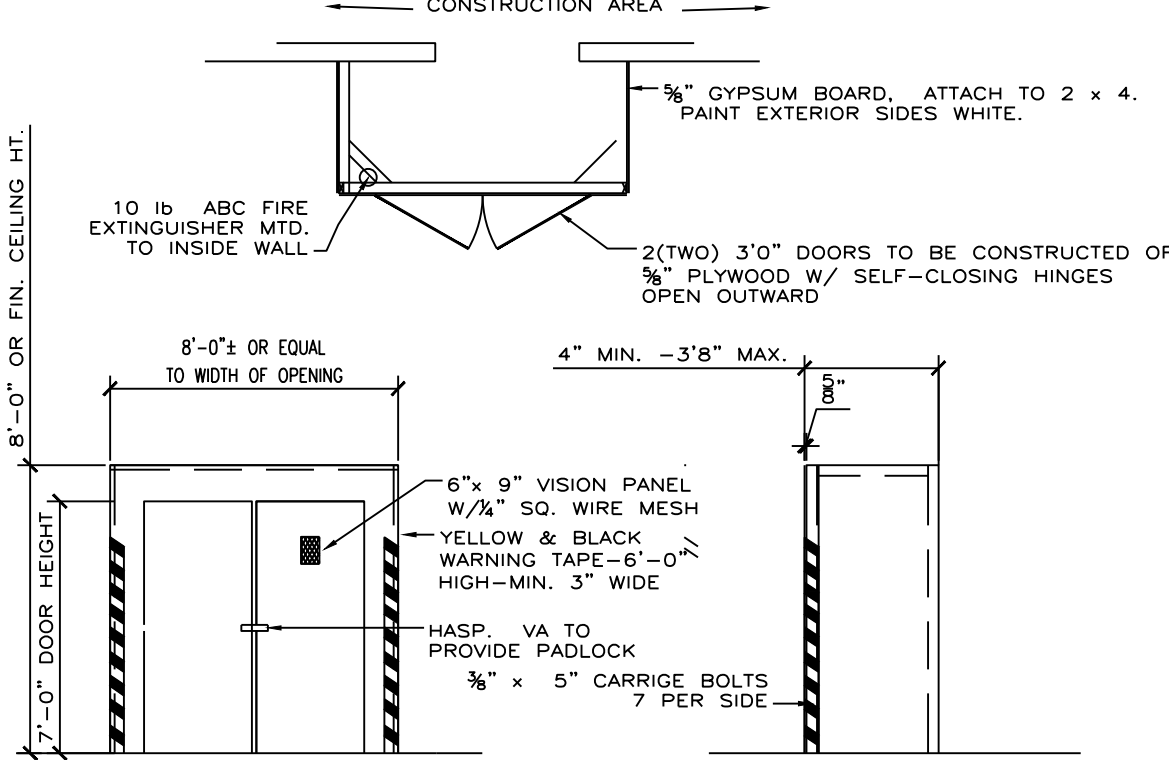 CONSTRUCTION AREA
⅝" GYPSUM BOARD, ATTACH TO 2 x 4.
PAINT EXTERIOR SIDES WHITE.
10 lb ABC FIRE
EXTINGUISHER MTD.
TO INSIDE WALL
2(TWO) 3'0" DOORS TO BE CONSTRUCTED OF
⅝" PLYWOOD W/ SELF-CLOSING HINGES
OPEN OUTWARD
8'-0" OR FIN. CEILING HT.
8'-0"± OR EQUAL
TO WIDTH OF OPENING
4" MIN. -3'8" MAX.
⅝"
7'-0" DOOR HEIGHT
6"x 9" VISION PANEL
W/¼" SQ. WIRE MESH
YELLOW & BLACK
WARNING TAPE-6'-0"
HIGH-MIN. 3" WIDE
HASP. VA TO
PROVIDE PADLOCK
⅜" x 5" CARRIGE BOLTS
7 PER SIDE